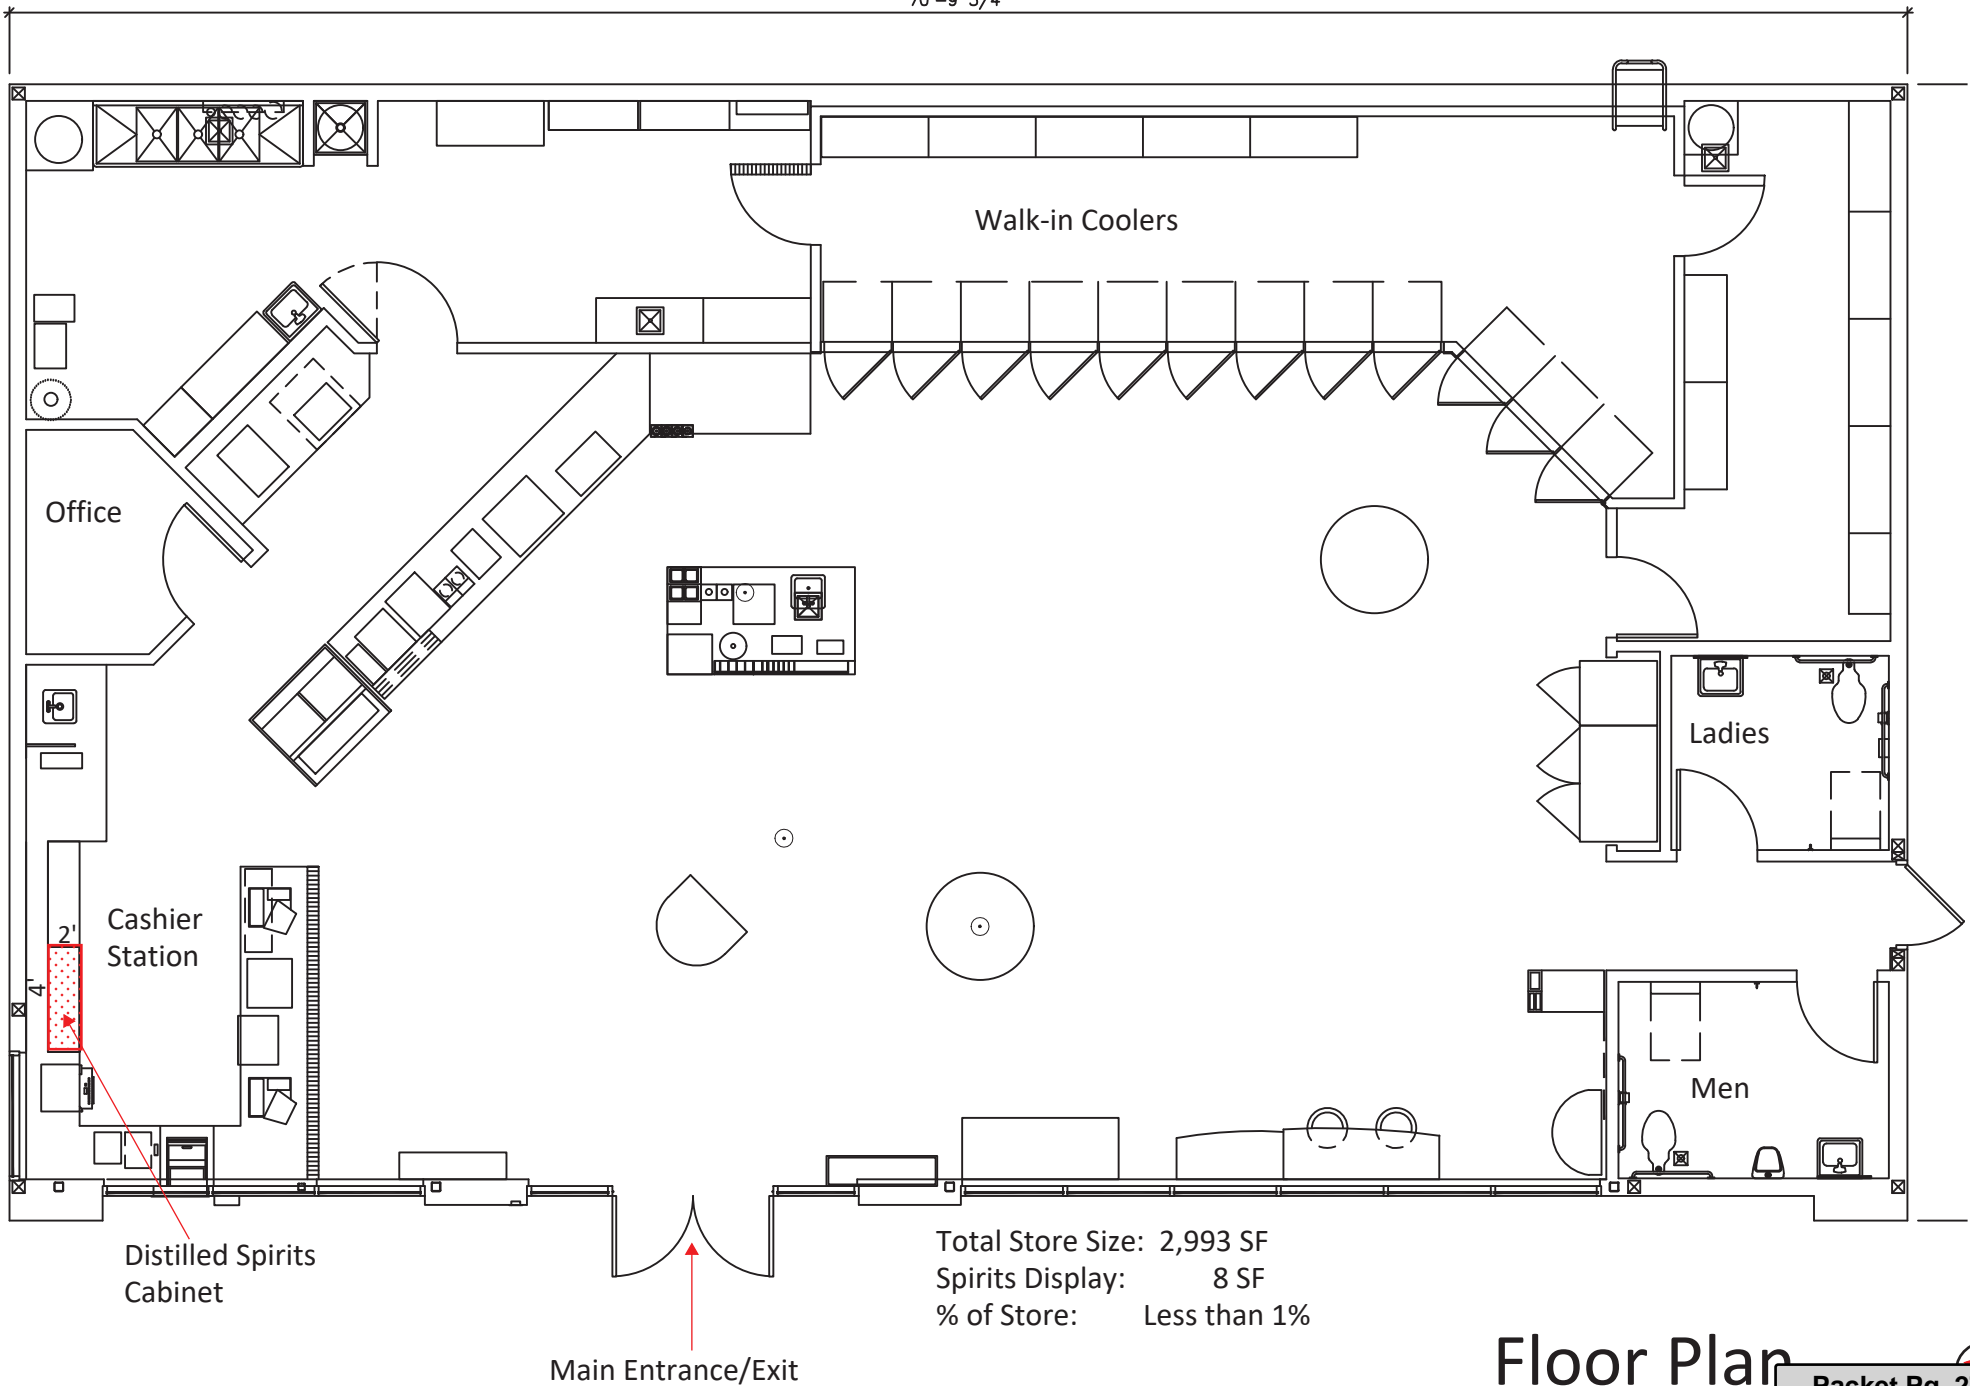 Walk-in Coolers
Office
Ladies
Cashier
Station
2'
4'
Men
Distilled Spirits
Cabinet
Total Store Size: 2,993 SF
Spirits Display: 8 SF
% of Store: Less than 1%
Main Entrance/Exit
Floor Plan